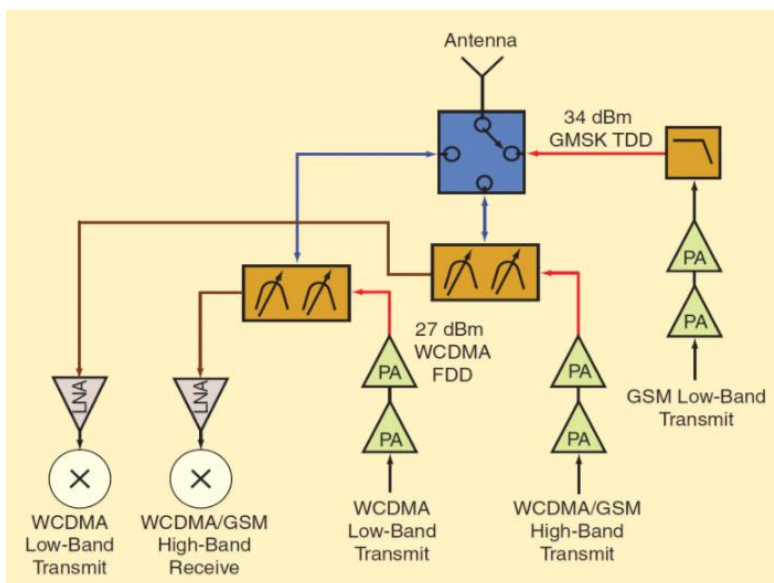 Antenna
34 dBm
GMSK TDD
PA
PA
27 dBm
WCDMA
FDD
PA
PA
PA
PA
LNA
LNA
GSM Low-Band
Transmit
WCDMA
Low-Band
Transmit
WCDMA/GSM
High-Band
Receive
WCDMA
Low-Band
Transmit
WCDMA/GSM
High-Band
Transmit